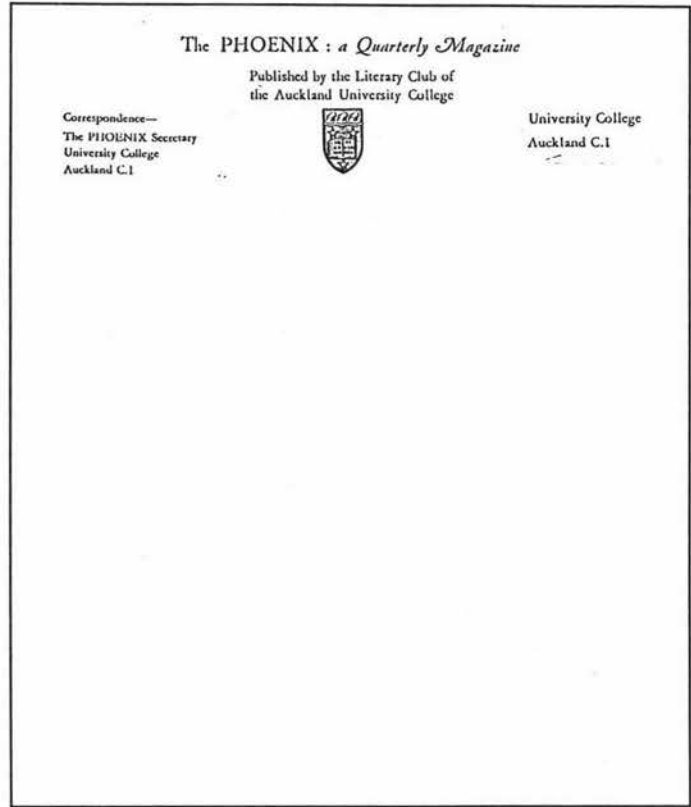 The PHOENIX : a Quarterly Magazine
Published by the Literary Club of
the Auckland University College
Correspondence—
The PHOENIX Secretary
University College
Auckland C.1
University College
Auckland C.1